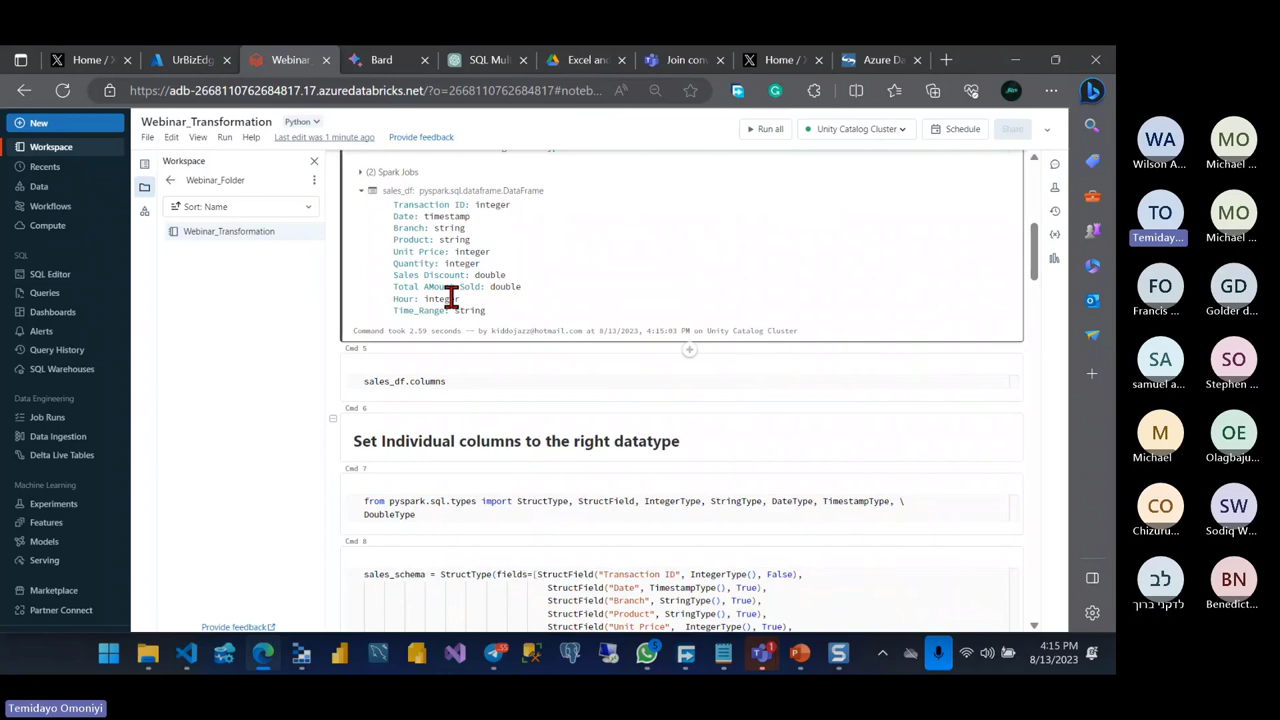 Home / X
UrBizEdg
Webinar_
Bard
SQL Mul
Excel and
Join con
Home / X
Azure Da
https://adb-2668110762684817.17.azuredatabricks.net/?o=2668110762684817#noteb...
New
Workspace
Recents
Data
Workflows
Compute
SQL
SQL Editor
Queries
Dashboards
Alerts
Query History
SQL Warehouses
Data Engineering
Job Runs
Data Ingestion
Delta Live Tables
Machine Learning
Experiments
Features
Models
Serving
Marketplace
Partner Connect
Webinar_Transformation
Python
File Edit View Run Help Last edit was 1 minute ago Provide feedback
Run all
Unity Catalog Cluster
Schedule
Share
Workspace
Webinar_Folder
Sort: Name
Webinar_Transformation
Provide feedback
(2) Spark Jobs
sales_df: pyspark.sql.dataframe.DataFrame
Transaction ID: integer
Date: timestamp
Branch: string
Product: string
Unit Price: integer
Quantity: integer
Sales Discount: double
Total AMount Sold: double
Hour: integer
Time_Range: string
Command took 2.59 seconds -- by kiddojazz@hotmail.com at 8/13/2023, 4:15:03 PM on Unity Catalog Cluster
Cmd 5
sales_df.columns
Cmd 6
Set Individual columns to the right datatype
Cmd 7
from pyspark.sql.types import StructType, StructField, IntegerType, StringType, DateType, TimestampType, \
DoubleType
Cmd 8
sales_schema = StructType(fields=[StructField("Transaction ID", IntegerType(), False),
StructField("Date", TimestampType(), True),
StructField("Branch", StringType(), True),
StructField("Product", StringType(), True),
StructField("Unit Price", IntegerType(), True),
4:15 PM
8/13/2023
WA
Wilson A...
MO
Michael ...
TO
Temiday...
MO
Michael ...
FO
Francis ...
GD
Golder d...
SA
samuel a...
SO
Stephen ...
M
Michael
OE
Olagbaju...
CO
Chizuru...
SW
Sodiq W...
לב
לדקני ברוך
BN
Benedict...
Temidayo Omoniyi